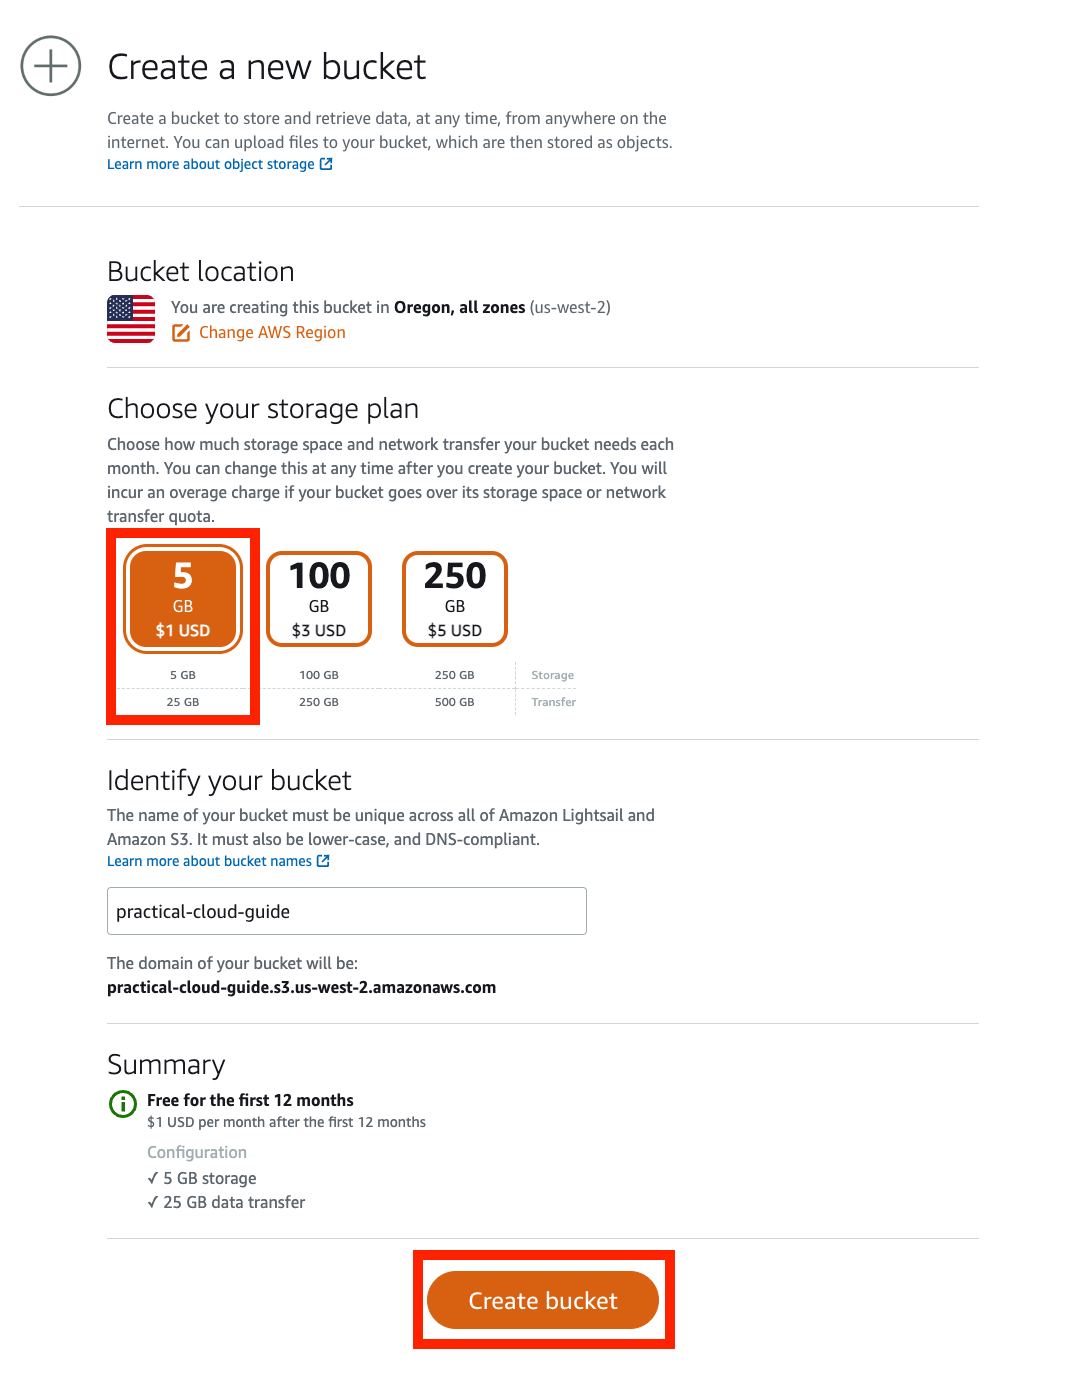 Create a new bucket
Create a bucket to store and retrieve data, at any time, from anywhere on the
internet. You can upload files to your bucket, which are then stored as objects.
Learn more about object storage
Bucket location
You are creating this bucket in Oregon, all zones (us-west-2)
Change AWS Region
Choose your storage plan
Choose how much storage space and network transfer your bucket needs each
month. You can change this at any time after you create your bucket. You will
incur an overage charge if your bucket goes over its storage space or network
transfer quota.
5 100 250
GB GB GB
$1 USD $3 USD $5 USD
5 GB 100 GB 250 GB Storage
25 GB 250 GB 500 GB Transfer
Identify your bucket
The name of your bucket must be unique across all of Amazon Lightsail and
Amazon S3. It must also be lower-case, and DNS-compliant.
Learn more about bucket names
practical-cloud-guide
The domain of your bucket will be:
practical-cloud-guide.s3.us-west-2.amazonaws.com
Summary
Free for the first 12 months
$1 USD per month after the first 12 months
Configuration
✓ 5 GB storage
✓ 25 GB data transfer
Create bucket